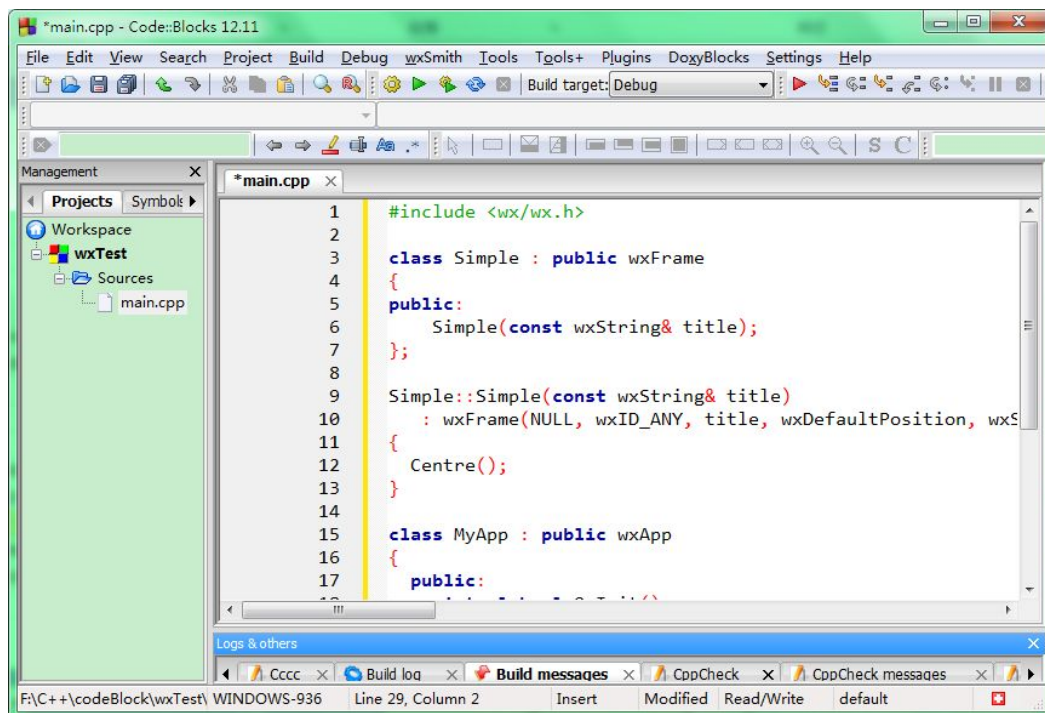 *main.cpp - Code::Blocks 12.11
File Edit View Search Project Build Debug wxSmith Tools Tools+ Plugins DoxyBlocks Settings Help
Build target: Debug
S C
Management
*main.cpp
Projects Symbols
Workspace
wxTest
Sources
main.cpp
1 #include <wx/wx.h>
2
3 class Simple : public wxFrame
4 {
5 public:
6 Simple(const wxString& title);
7 };
8
9 Simple::Simple(const wxString& title)
10 : wxFrame(NULL, wxID_ANY, title, wxDefaultPosition, wxS
11 {
12 Centre();
13 }
14
15 class MyApp : public wxApp
16 {
17 public:
Logs & others
Cccc Build log Build messages CppCheck CppCheck messages
F:\C++\codeBlock\wxTest\ WINDOWS-936 Line 29, Column 2 Insert Modified Read/Write default